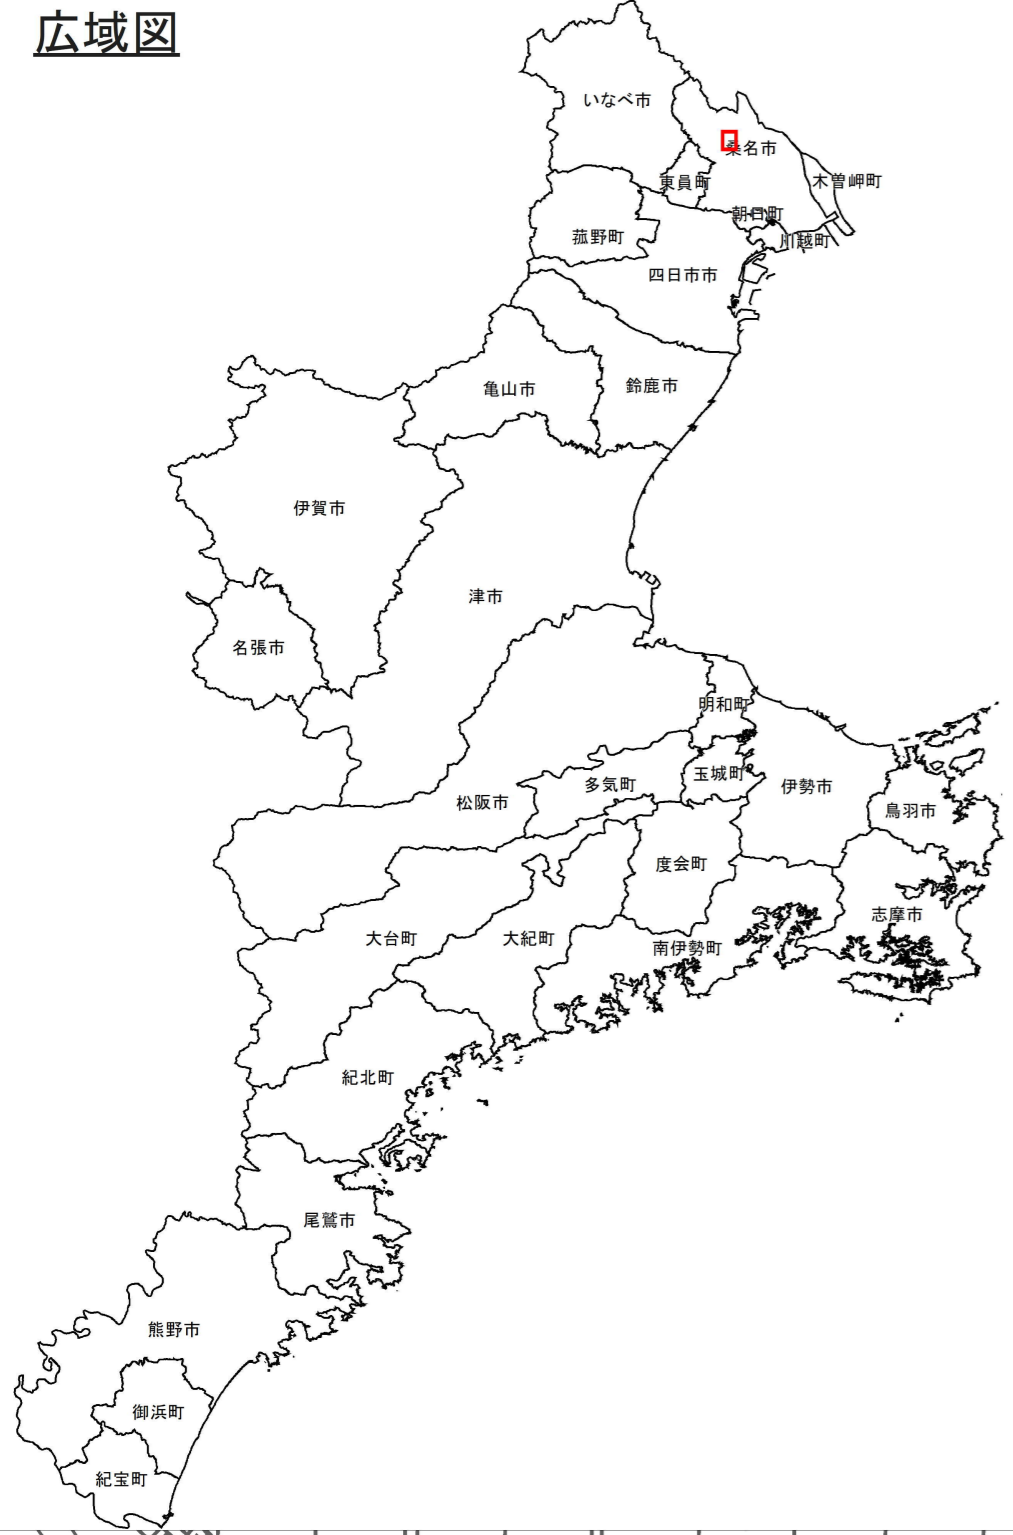 広域図
いなべ市
桑名市
東員町
木曽岬町
朝日町
菰野町
川越町
四日市市
亀山市
鈴鹿市
伊賀市
津市
名張市
明和町
多気町
玉城町
伊勢市
松阪市
鳥羽市
度会町
志摩市
大台町
大紀町
南伊勢町
紀北町
尾鷲市
熊野市
御浜町
紀宝町